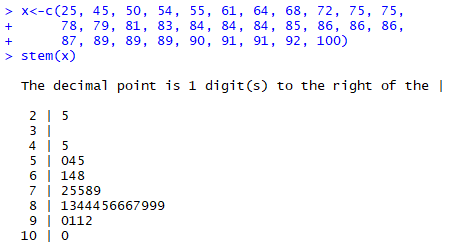 > x<-c(25, 45, 50, 54, 55, 61, 64, 68, 72, 75, 75,
+      78, 79, 81, 83, 84, 84, 84, 85, 86, 86, 86,
+      87, 89, 89, 89, 90, 91, 91, 92, 100)
> stem(x)

  The decimal point is 1 digit(s) to the right of the |

   2 | 5
   3 |
   4 | 5
   5 | 045
   6 | 148
   7 | 25589
   8 | 1344456667999
   9 | 0112
  10 | 0